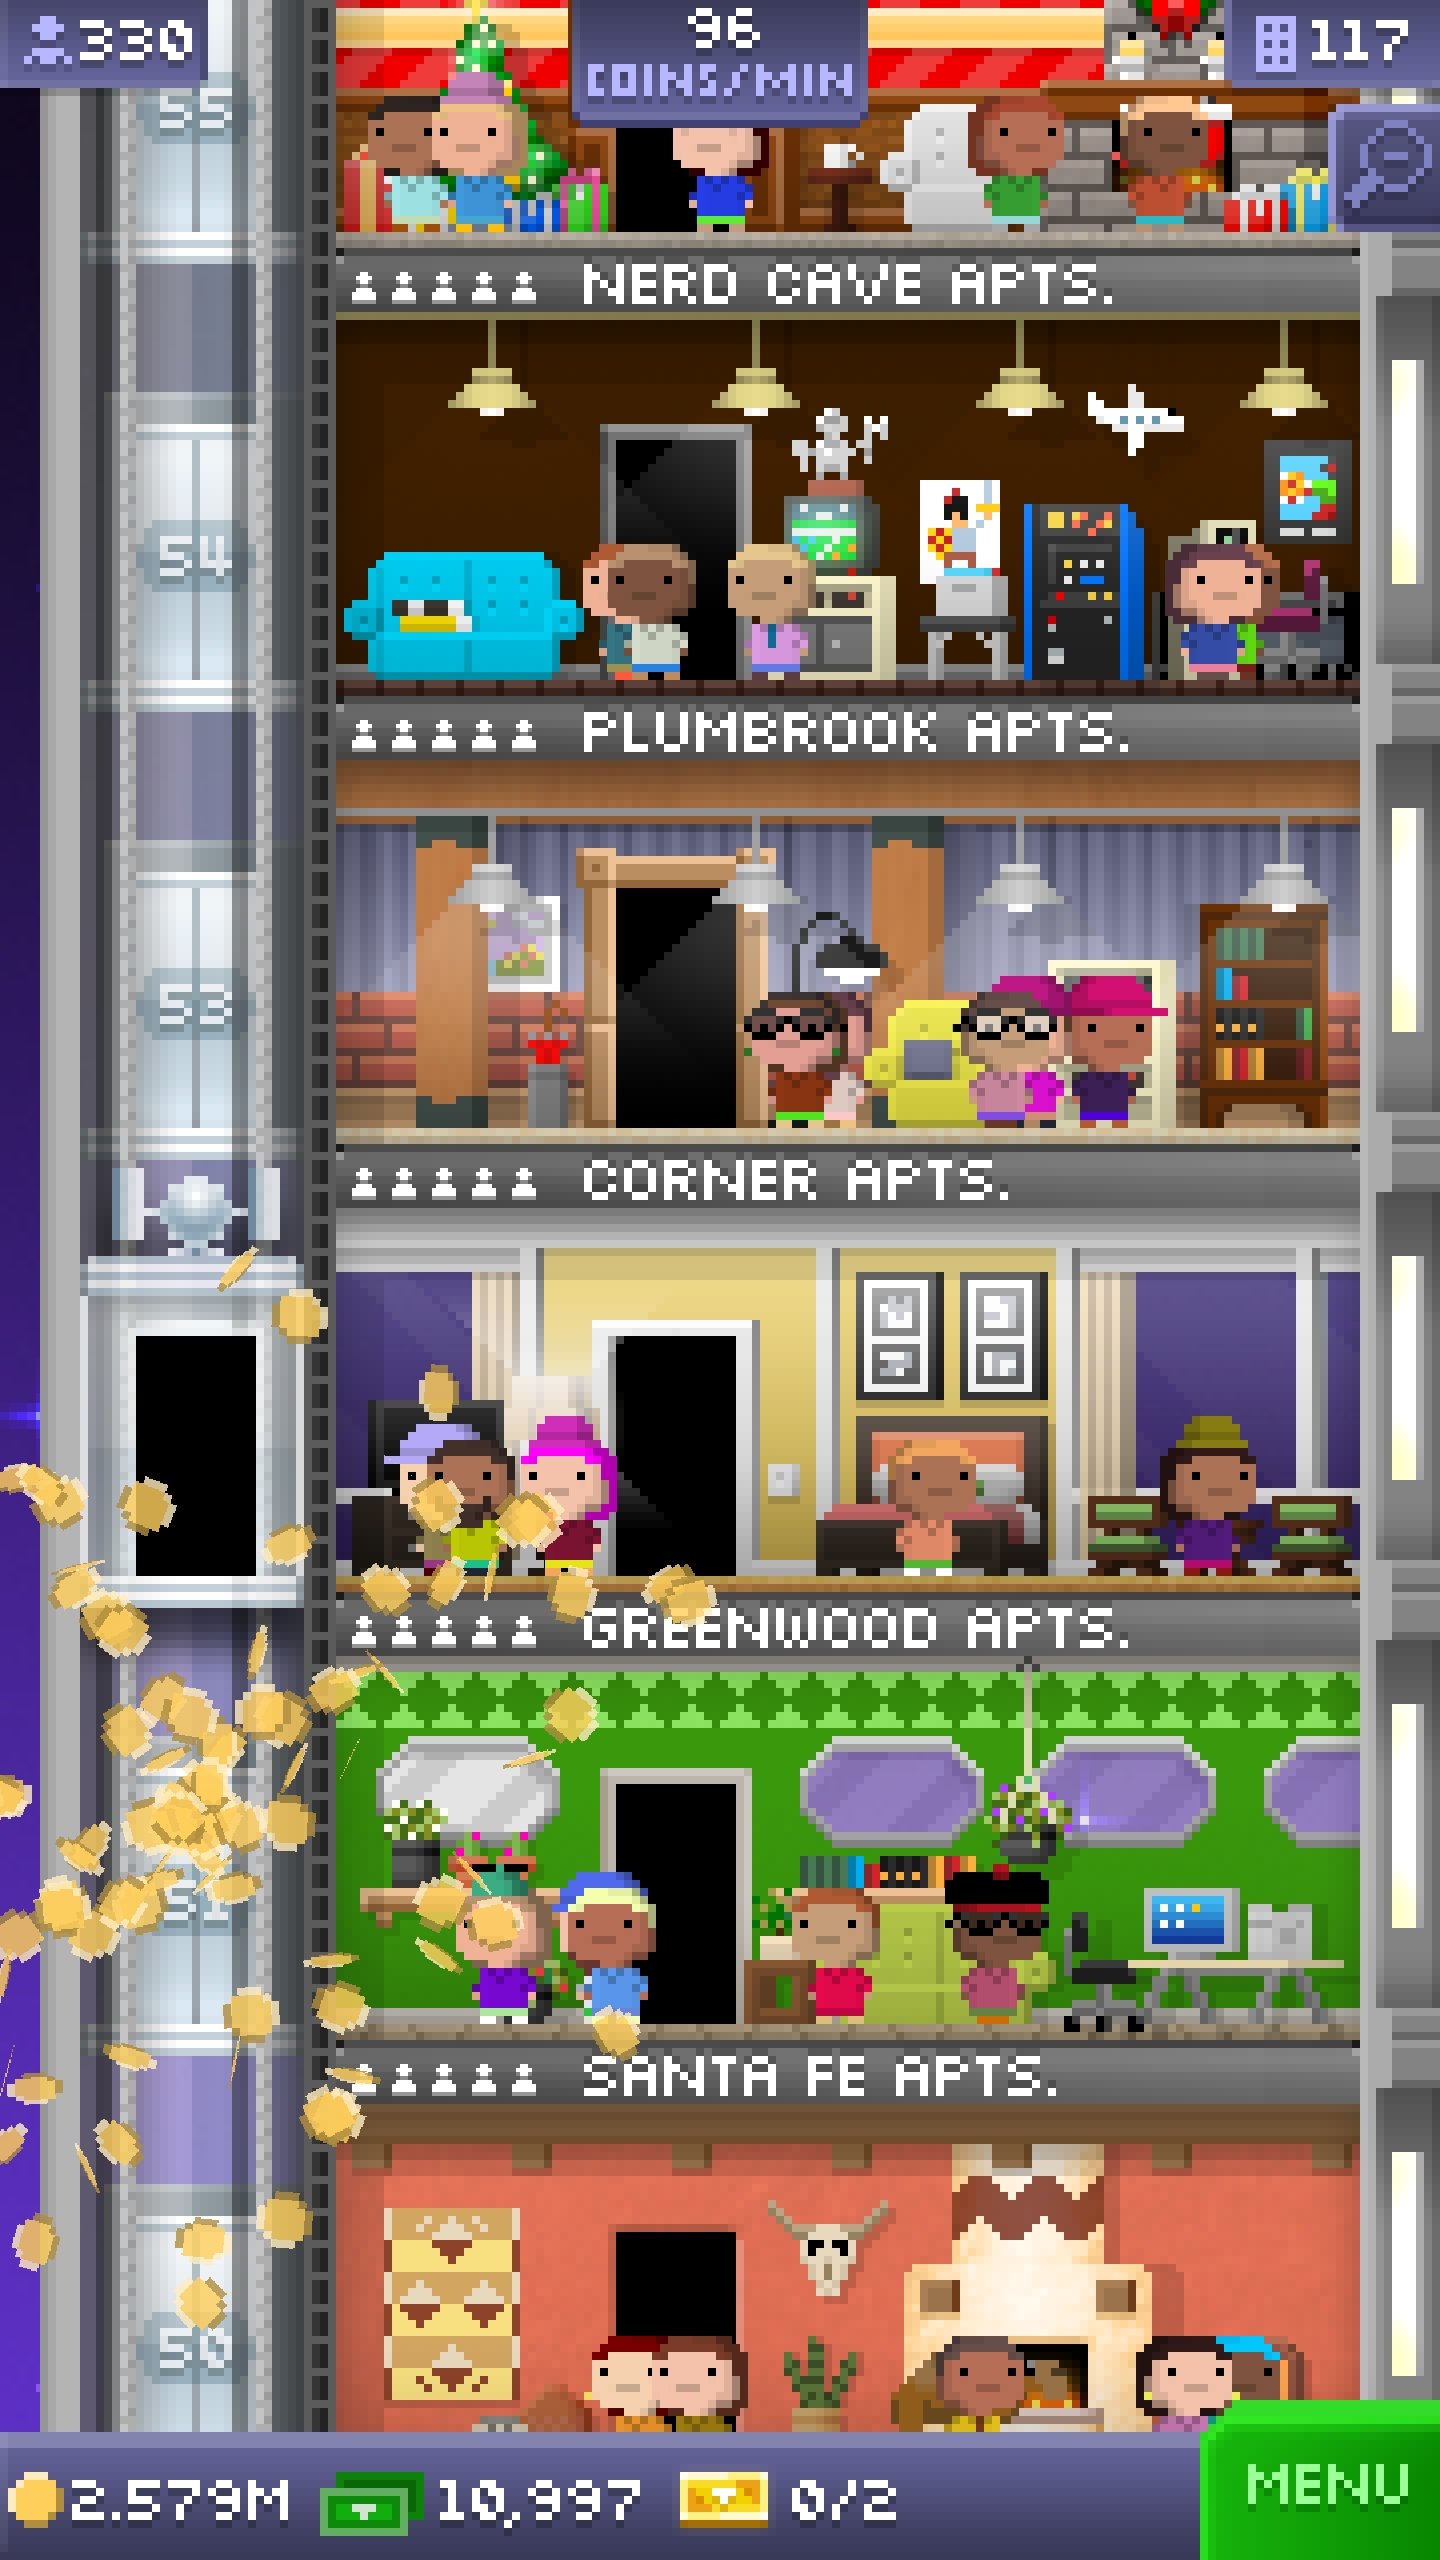 330
96
COINS/MIN
117
55
NERD CAVE APTS.
54
PLUMBROOK APTS.
53
CORNER APTS.
GREENWOOD APTS.
51
SANTA FE APTS.
50
2.579M
10,997
0/2
MENU